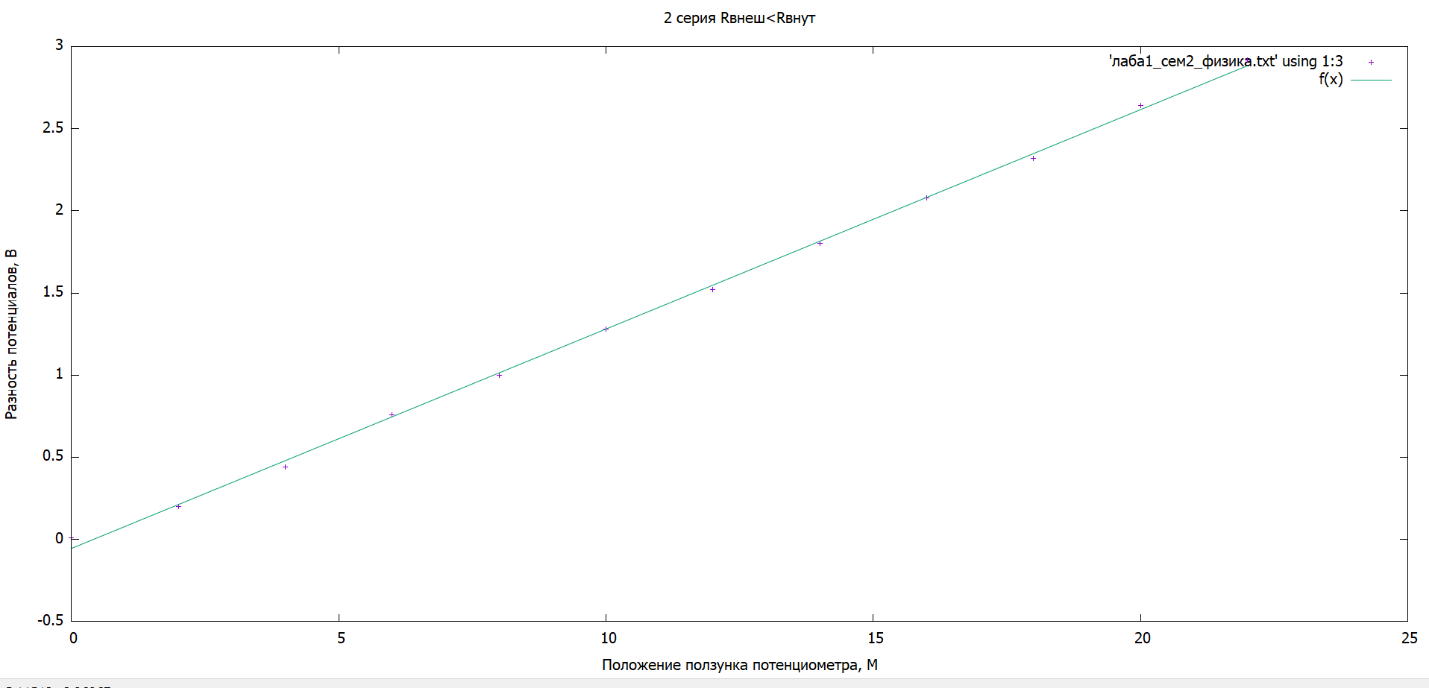 2 серия Rвнеш<Rвнут
'лаба1_сем2_физика.txt' using 1:3
f(x)
3
2.5
2
1.5
1
0.5
0
-0.5
Разность потенциалов, В
0 5 10 15 20 25
Положение ползунка потенциометра, М